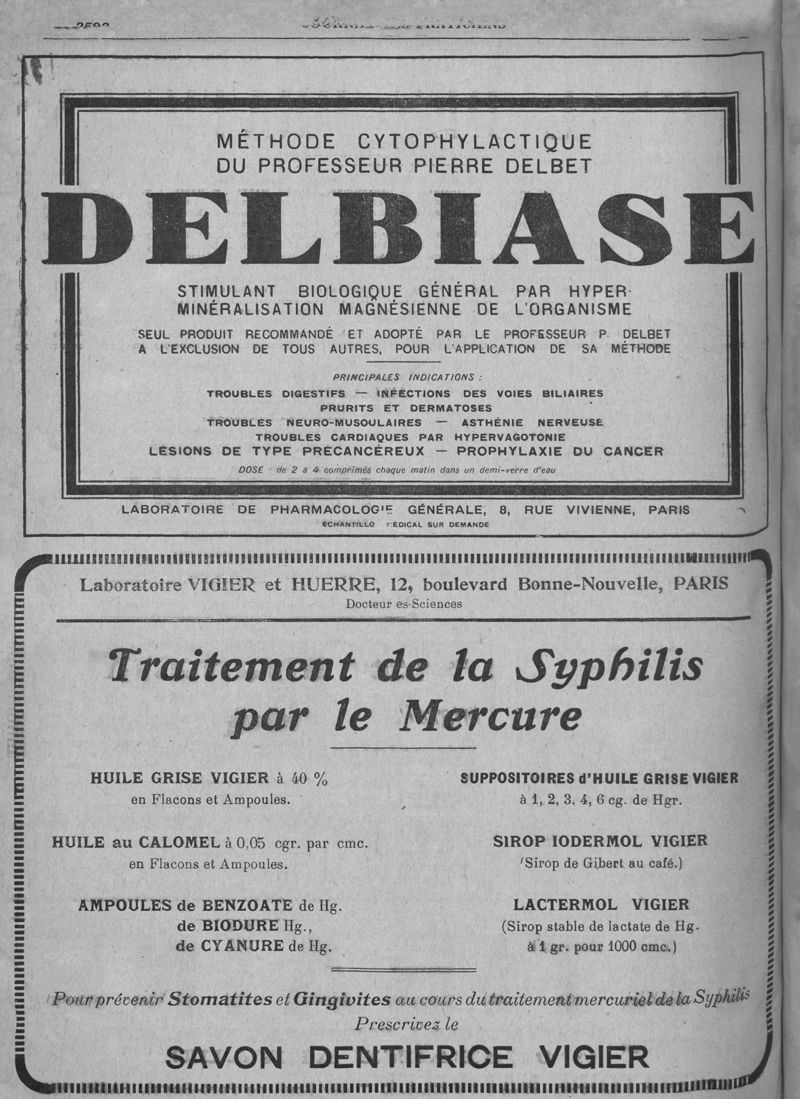 MÉTHODE CYTOPHYLACTIQUE
DU PROFESSEUR PIERRE DELBET
DELBIASE
STIMULANT BIOLOGIQUE GÉNÉRAL PAR HYPER-
MINÉRALISATION MAGNÉSIENNE DE L'ORGANISME
SEUL PRODUIT RECOMMANDÉ ET ADOPTÉ PAR LE PROFESSEUR P. DELBET
A L'EXCLUSION DE TOUS AUTRES, POUR L'APPLICATION DE SA MÉTHODE
PRINCIPALES INDICATIONS :
TROUBLES DIGESTIFS — INFECTIONS DES VOIES BILIAIRES
PRURITS ET DERMATOSES
TROUBLES NEURO-MUSCULAIRES — ASTHÉNIE NERVEUSE
TROUBLES CARDIAQUES PAR HYPERVAGOTONIE
LÉSIONS DE TYPE PRÉCANCÉREUX — PROPHYLAXIE DU CANCER
DOSE : de 2 à 4 comprimés chaque matin dans un demi-verre d'eau
LABORATOIRE DE PHARMACOLOGIE GÉNÉRALE, 8, RUE VIVIENNE, PARIS
ÉCHANTILLO ÉDICAL SUR DEMANDE
Laboratoire VIGIER et HUERRE, 12, boulevard Bonne-Nouvelle, PARIS
Docteur es-Sciences
Traitement de la Syphilis
par le Mercure
HUILE GRISE VIGIER à 40 %
en Flacons et Ampoules.
HUILE au CALOMEL à 0,05 cgr. par cmc.
en Flacons et Ampoules.
AMPOULES de BENZOATE de Hg.
de BIODURE Hg.,
de CYANURE de Hg.
SUPPOSITOIRES d'HUILE GRISE VIGIER
à 1, 2, 3, 4, 6 cg. de Hgr.
SIROP IODERMOL VIGIER
(Sirop de Gibert au café.)
LACTERMOL VIGIER
(Sirop stable de lactate de Hg.
à 1 gr. pour 1000 cmc.)
Pour prévenir Stomatites et Gingivites au cours du traitement mercuriel de la Syphilis
Prescrivez le
SAVON DENTIFRICE VIGIER